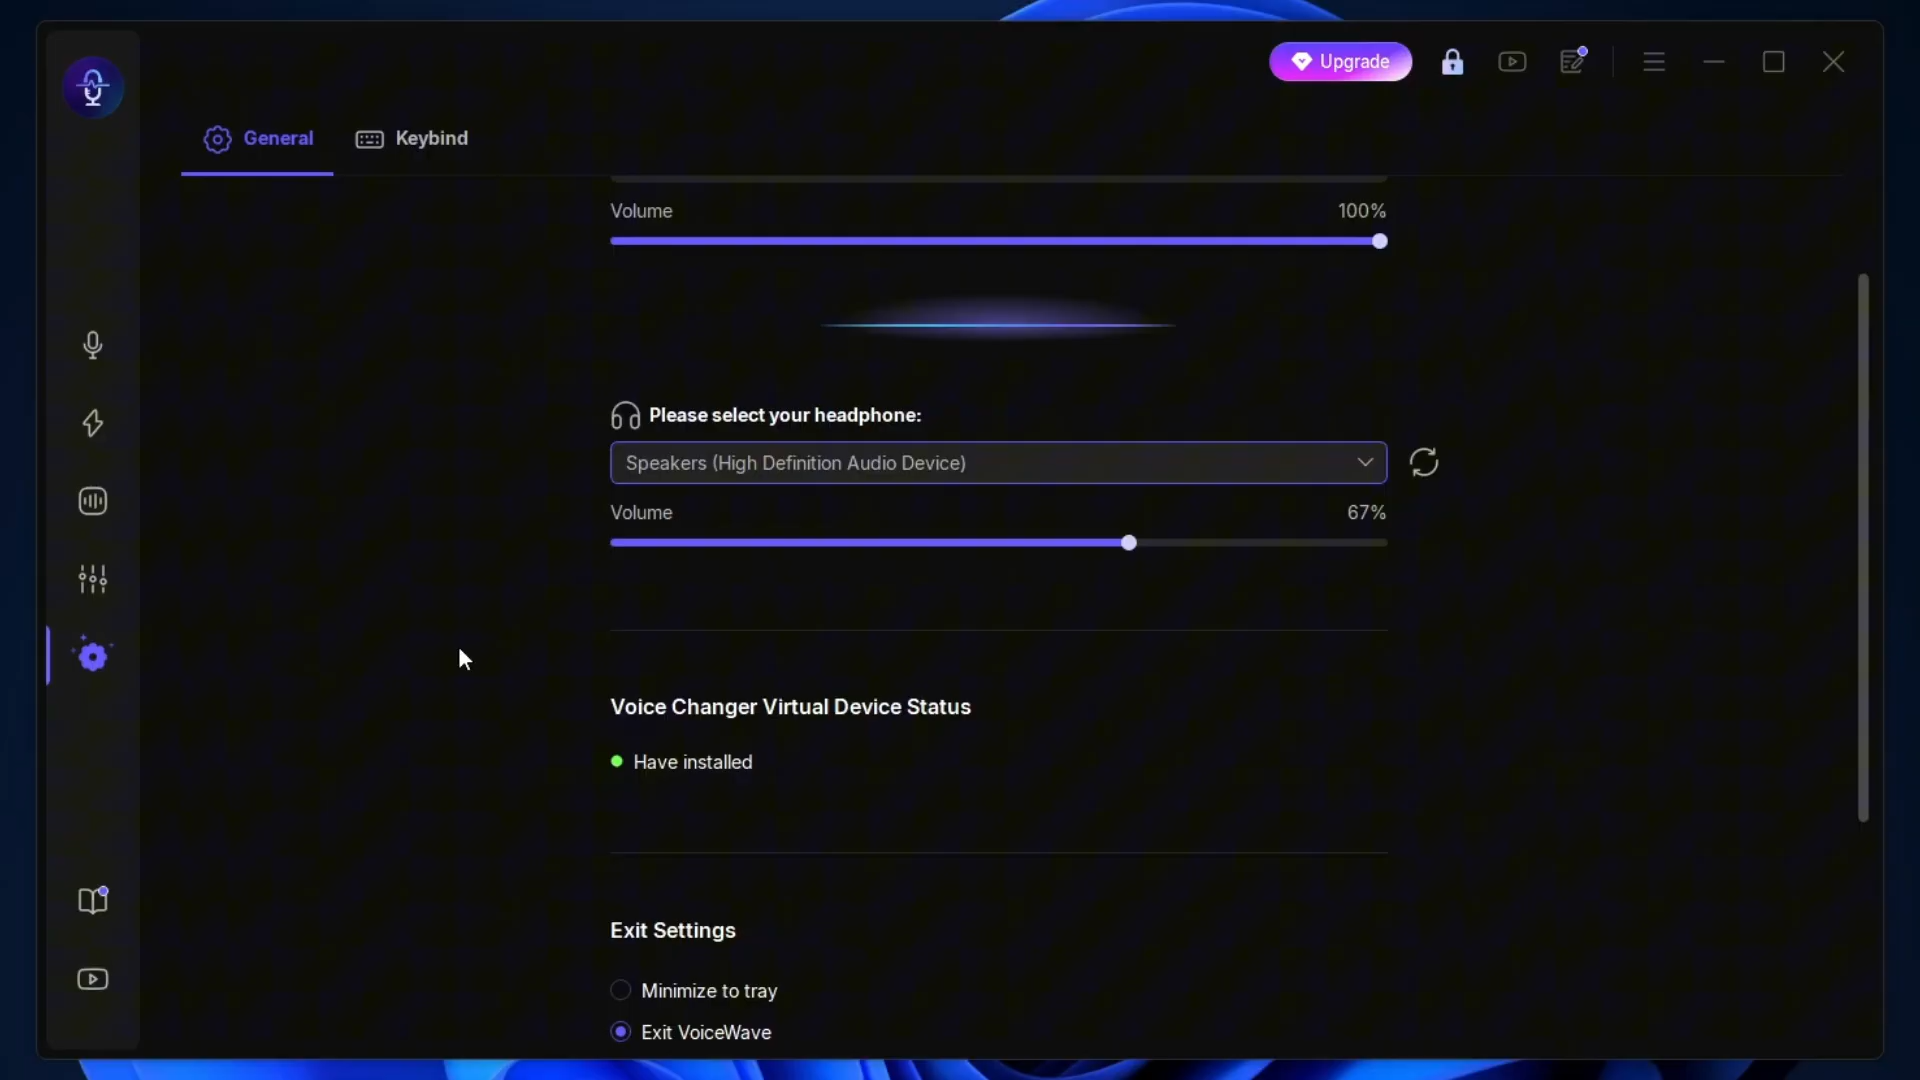 Upgrade
General
Keybind
Volume
100%
Please select your headphone:
Speakers (High Definition Audio Device)
Volume
67%
Voice Changer Virtual Device Status
Have installed
Exit Settings
Minimize to tray
Exit VoiceWave